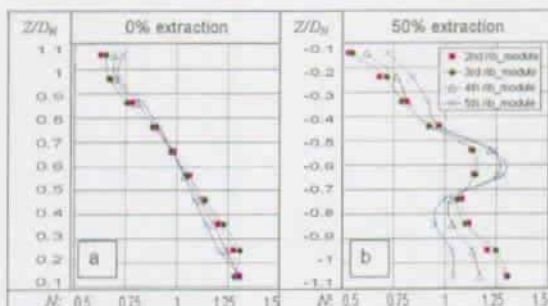 Z/D_H 0% extraction
1.1
1
0.9
0.8
0.7
0.6
0.5
0.4
0.3
0.2
0.1
a
0.5 0.75 1 1.25 1.5
Z/D_H 50% extraction
-0.1
-0.2
-0.3
-0.4
-0.5
-0.6
-0.7
-0.8
-0.9
-1
-1.1
2nd rib_module
3rd rib_module
4th rib_module
5th rib_module
b
0.5 0.75 1 1.25 1.5